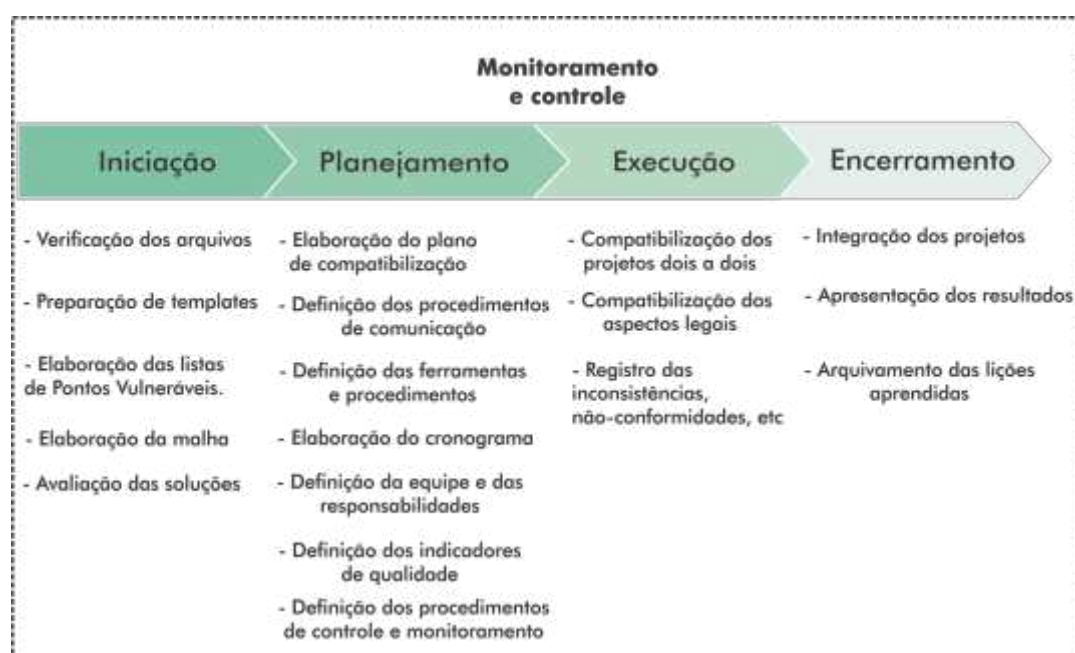 Monitoramento
e controle
Iniciação
Planejamento
Execução
Encerramento
- Verificação dos arquivos
- Preparação de templates
- Elaboração das listas
de Pontos Vulneráveis.
- Elaboração da malha
- Avaliação das soluções
- Elaboração do plano
de compatibilização
- Definição dos procedimentos
de comunicação
- Definição das ferramentas
e procedimentos
- Elaboração do cronograma
- Definição da equipe e das
responsabilidades
- Definição dos indicadores
de qualidade
- Definição dos procedimentos
de controle e monitoramento
- Compatibilização dos
projetos dois a dois
- Compatibilização dos
aspectos legais
- Registro das
inconsistências,
não-conformidades, etc
- Integração dos projetos
- Apresentação dos resultados
- Arquivamento das lições
aprendidas